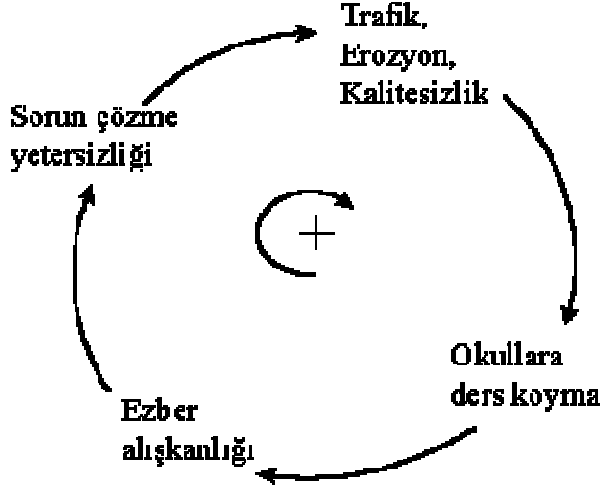 Trafik,
Erozyon,
Kalitesizlik
Sorun çözme
yetersizliği
Okullara
ders koyma
Ezber
alışkanlığı